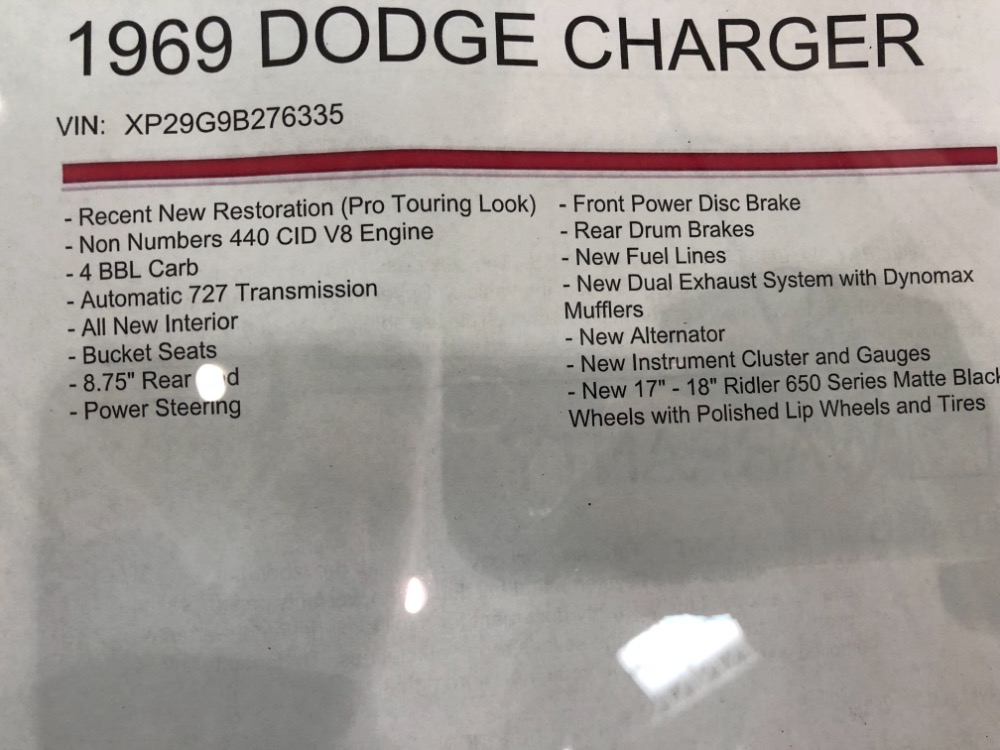 1969 DODGE CHARGER
VIN: XP29G9B276335
- Recent New Restoration (Pro Touring Look)
- Non Numbers 440 CID V8 Engine
- 4 BBL Carb
- Automatic 727 Transmission
- All New Interior
- Bucket Seats
- 8.75" Rear
- Power Steering
- Front Power Disc Brake
- Rear Drum Brakes
- New Fuel Lines
- New Dual Exhaust System with Dynomax
Mufflers
- New Alternator
- New Instrument Cluster and Gauges
- New 17" - 18" Ridler 650 Series Matte Black
Wheels with Polished Lip Wheels and Tires